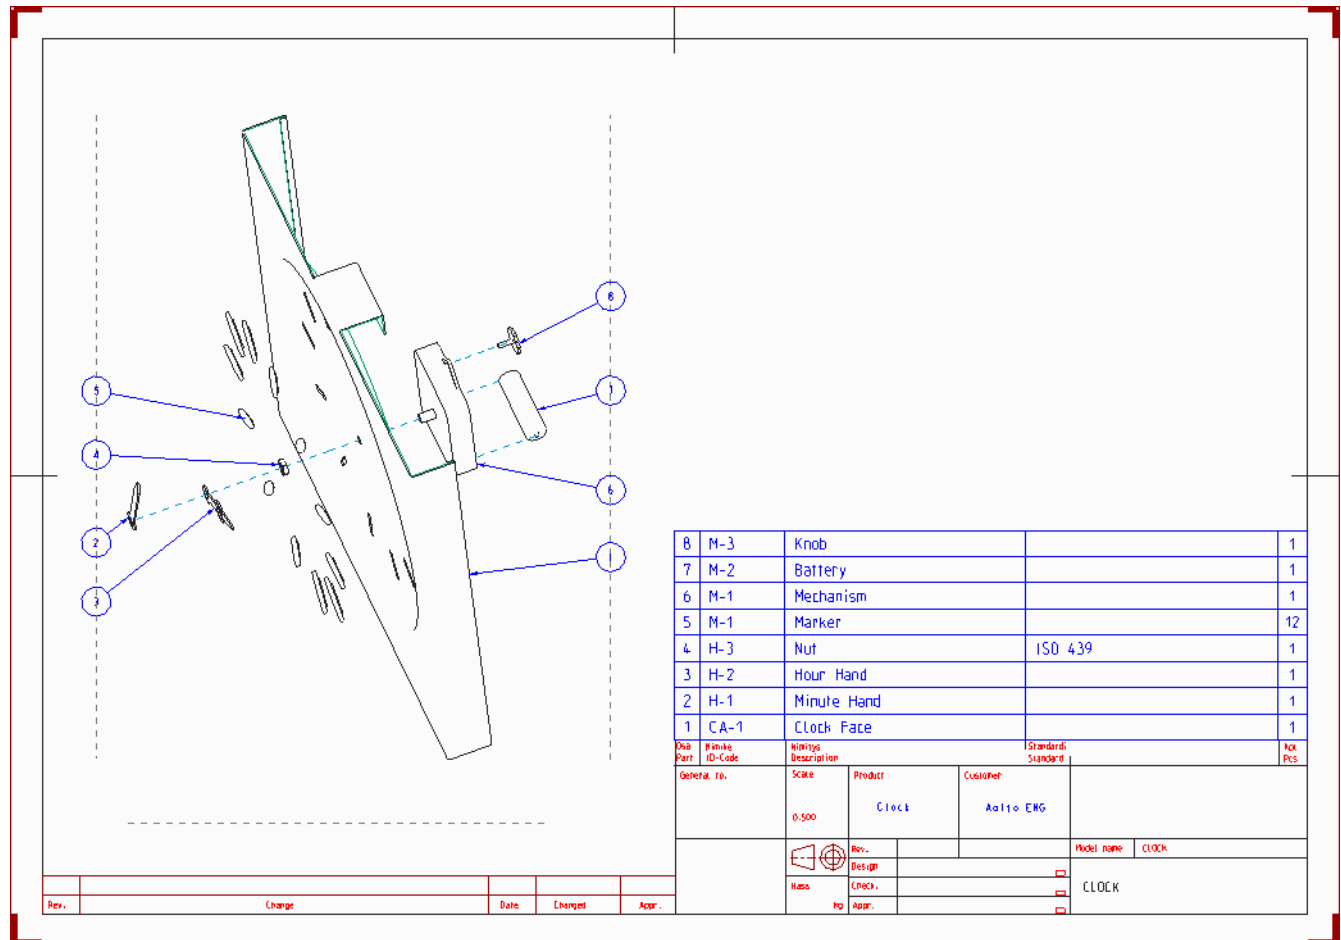 8
5
7
4
6
2
1
3
8 M-3 Knob 1
7 M-2 Battery 1
6 M-1 Mechanism 1
5 M-1 Marker 12
4 H-3 Nut ISO 439 1
3 H-2 Hour Hand 1
2 H-1 Minute Hand 1
1 CA-1 Clock Face 1
Osa Nimike Nimitys Standardi Kpl
Part ID-Code Description Standard Pcs
General no. Scale Product Customer
Clock Aalto ENG
0.500
Rev. Model name CLOCK
Design
Mass Check. CLOCK
kg Appr.
Rev. Change Date Changed Appr.